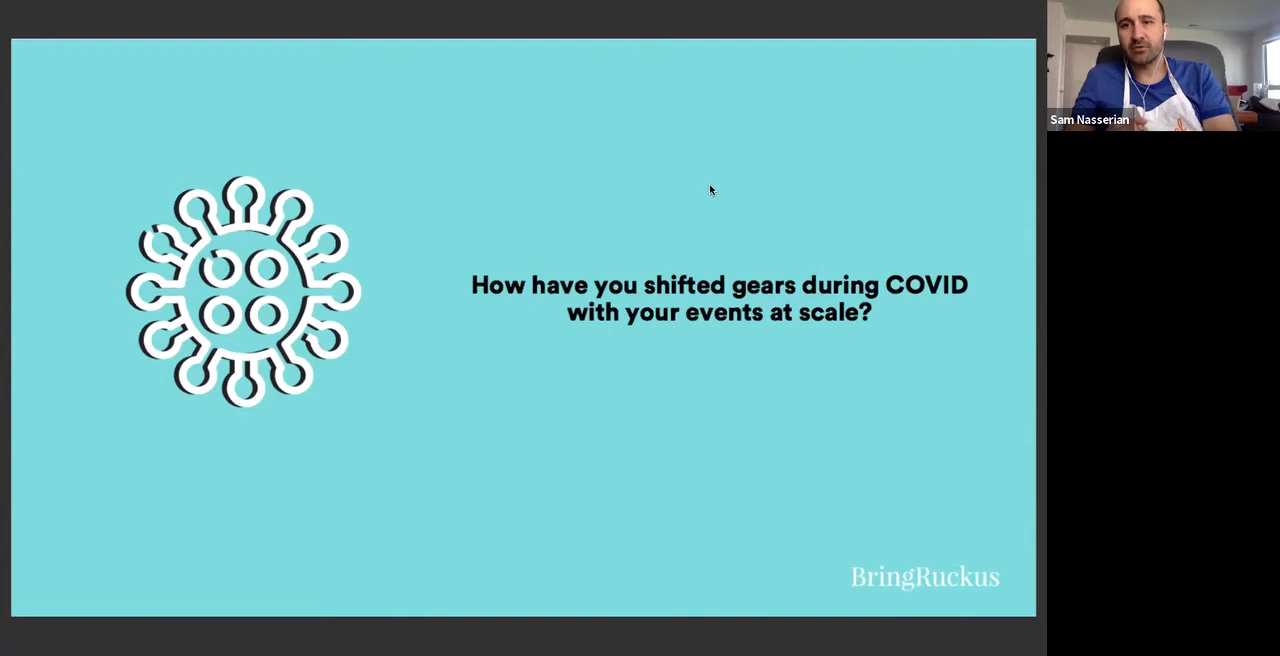 How have you shifted gears during COVID
with your events at scale?
BringRuckus
Sam Nasserian